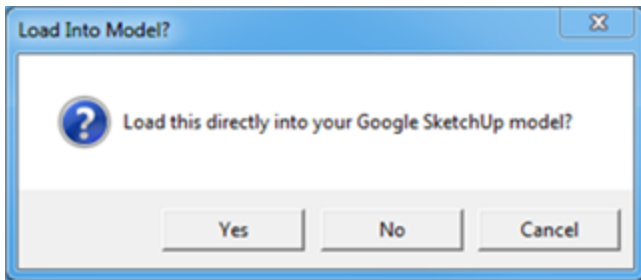 Load Into Model?
Load this directly into your Google SketchUp model?
Yes No Cancel